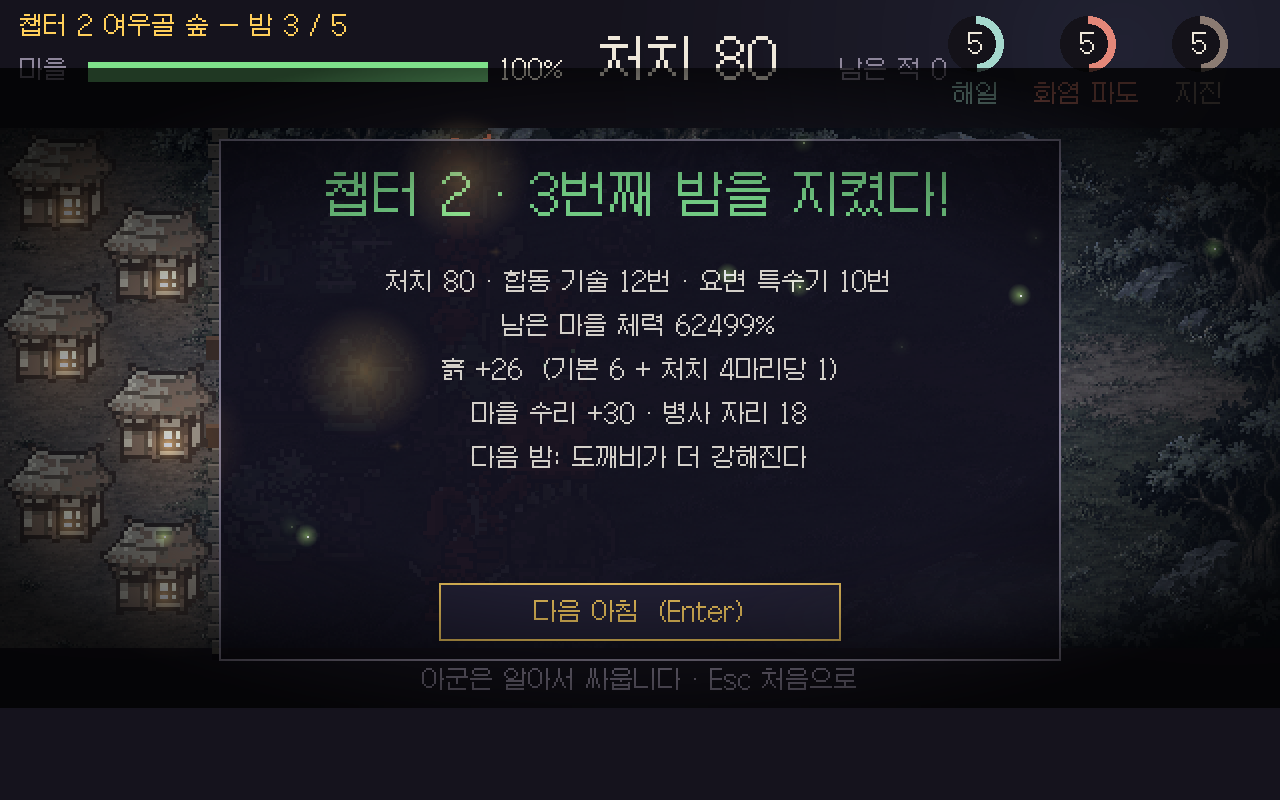 챕터 2 여우골 숲 – 밤 3 / 5
마을 100% 처치 80 남은 적 0
5 5 5
해일 화염 파도 지진
챕터 2 · 3번째 밤을 지켰다!
처치 80 · 합동 기술 12번 · 요변 특수기 10번
남은 마을 체력 62499%
흙 +26 (기본 6 + 처치 4마리당 1)
마을 수리 +30 · 병사 자리 18
다음 밤: 도깨비가 더 강해진다
다음 아침 (Enter)
아군은 알아서 싸웁니다 · Esc 처음으로